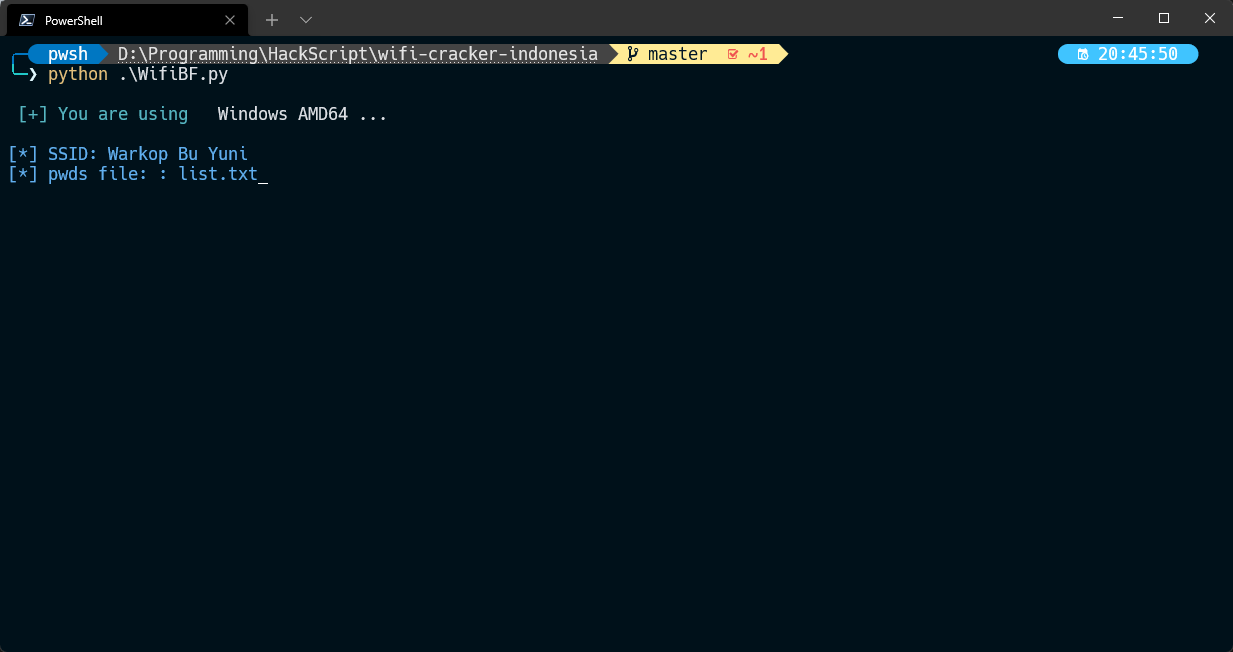 PowerShell
pwsh D:\Programming\HackScript\wifi-cracker-indonesia master ~1 20:45:50
❯ python .\WifiBF.py
[+] You are using Windows AMD64 ...
[*] SSID: Warkop Bu Yuni
[*] pwds file: : list.txt_